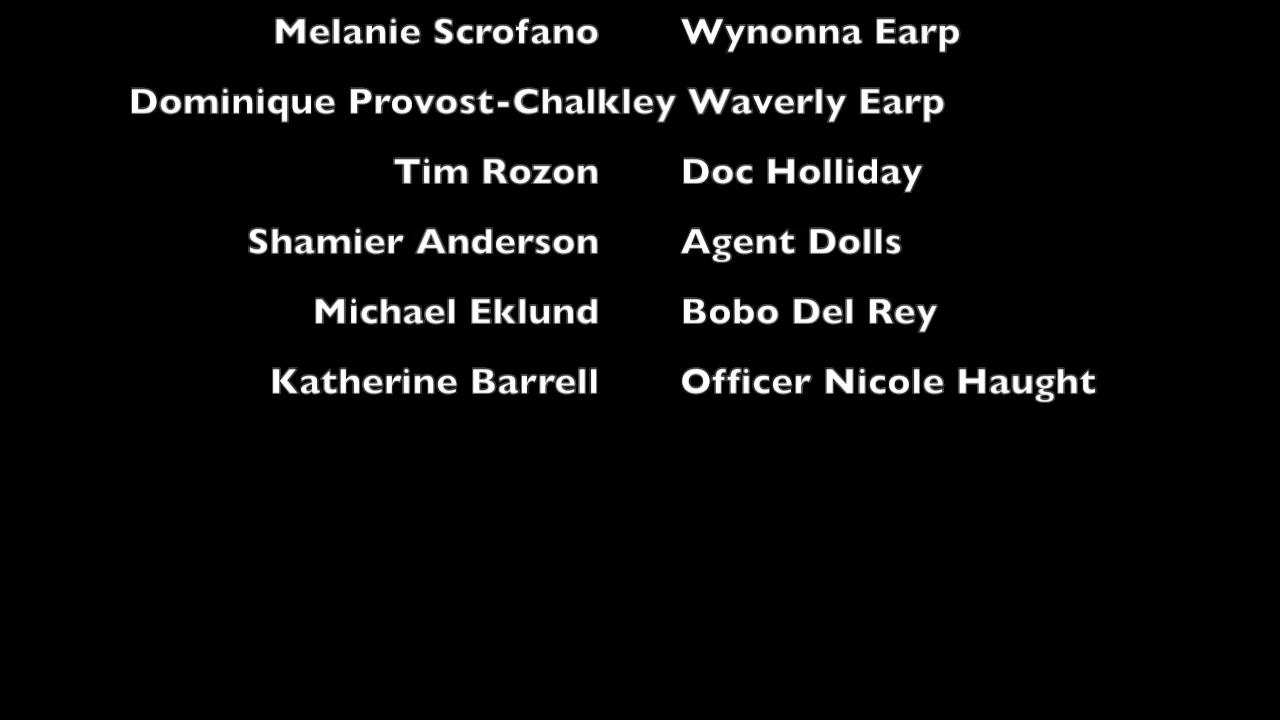 Melanie Scrofano Wynonna Earp
Dominique Provost-Chalkley Waverly Earp
Tim Rozon Doc Holliday
Shamier Anderson Agent Dolls
Michael Eklund Bobo Del Rey
Katherine Barrell Officer Nicole Haught